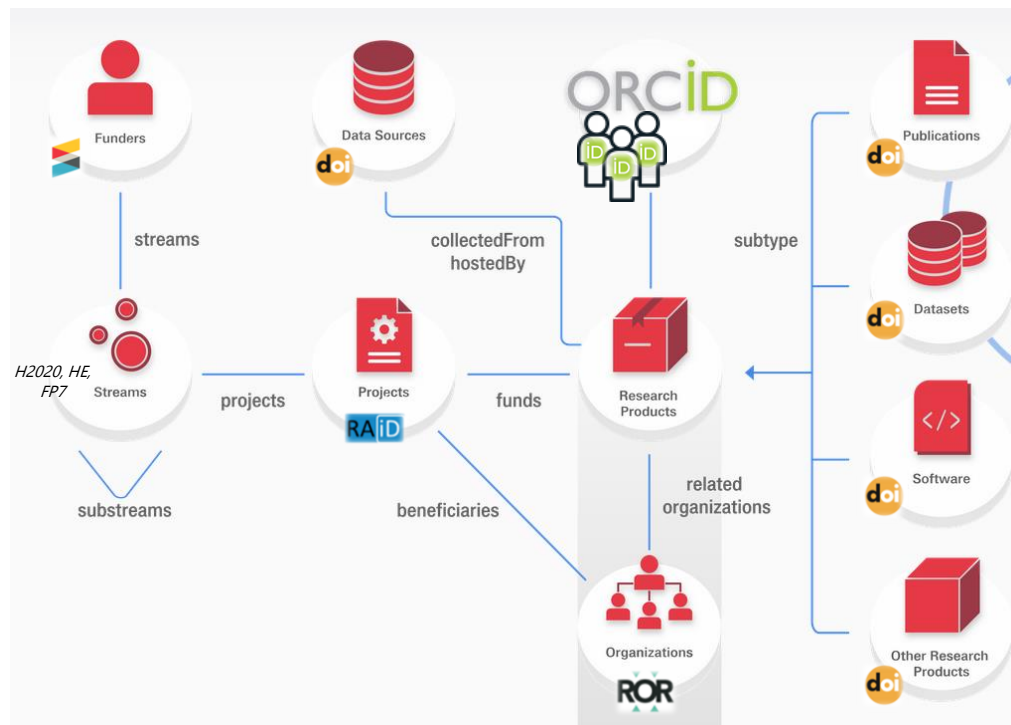 Funders
Data Sources
doi
ORCiD
iD
iD
iD
Publications
doi
streams
collectedFrom
hostedBy
subtype
Datasets
doi
H2020, HE,
FP7
Streams
projects
Projects
RAiD
funds
Research
Products
</>
Software
doi
substreams
beneficiaries
related
organizations
Organizations
ROR
Other Research
Products
doi